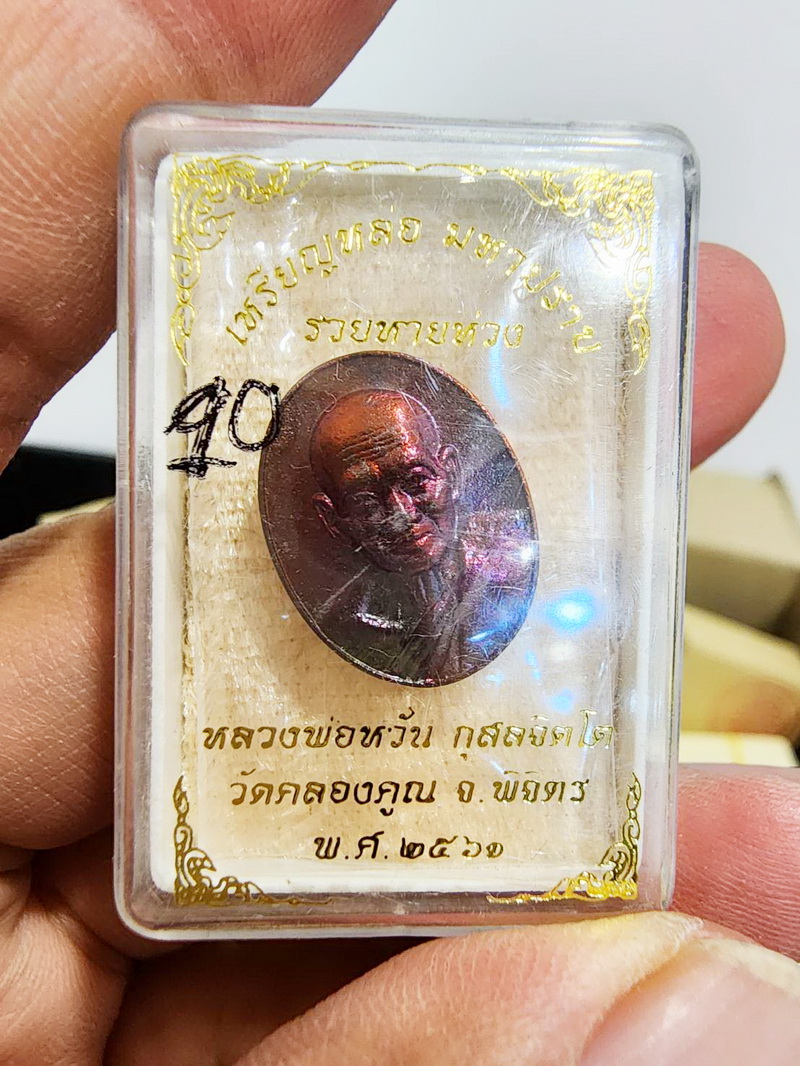 เหรียญหล่อ มหาปราบ
รวยหายห่วง
หลวงพ่อหวั่น กุสลจิตโต
วัดคลองคูณ จ.พิจิตร
พ.ศ.๒๕๖๑